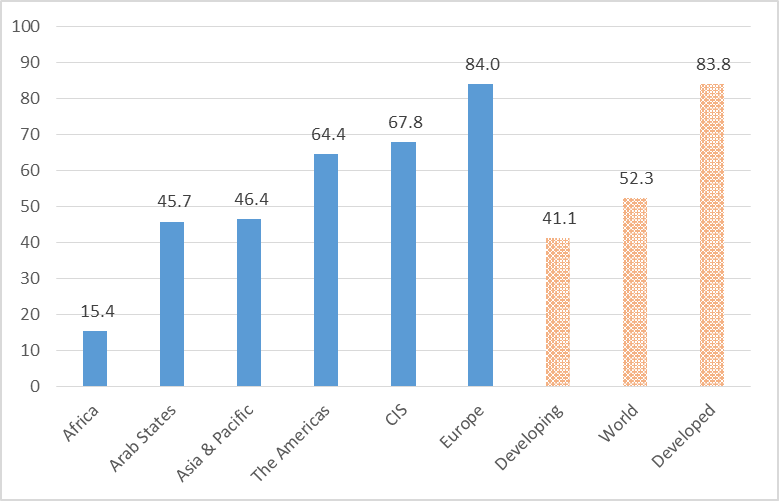 100
90
80
70
60
50
40
30
20
10
0
15.4
45.7
46.4
64.4
67.8
84.0
41.1
52.3
83.8
Africa
Arab States
Asia & Pacific
The Americas
CIS
Europe
Developing
World
Developed